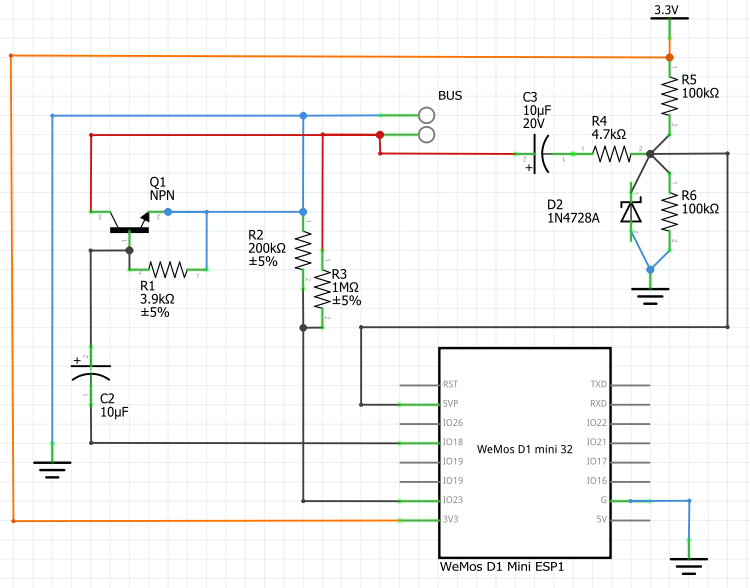 3.3V
R5
100kΩ
BUS
C3
10µF
20V
R4
4.7kΩ
1
2
+
Q1
NPN
D2
1N4728A
R6
100kΩ
R2
200kΩ
±5%
R3
1MΩ
±5%
R1
3.9kΩ
±5%
+
C2
10µF
RST
SVP
IO26
IO18
IO19
IO19
IO23
3V3
WeMos D1 mini 32
TXD
RXD
IO22
IO21
IO17
IO16
G
5V
WeMos D1 Mini ESP1